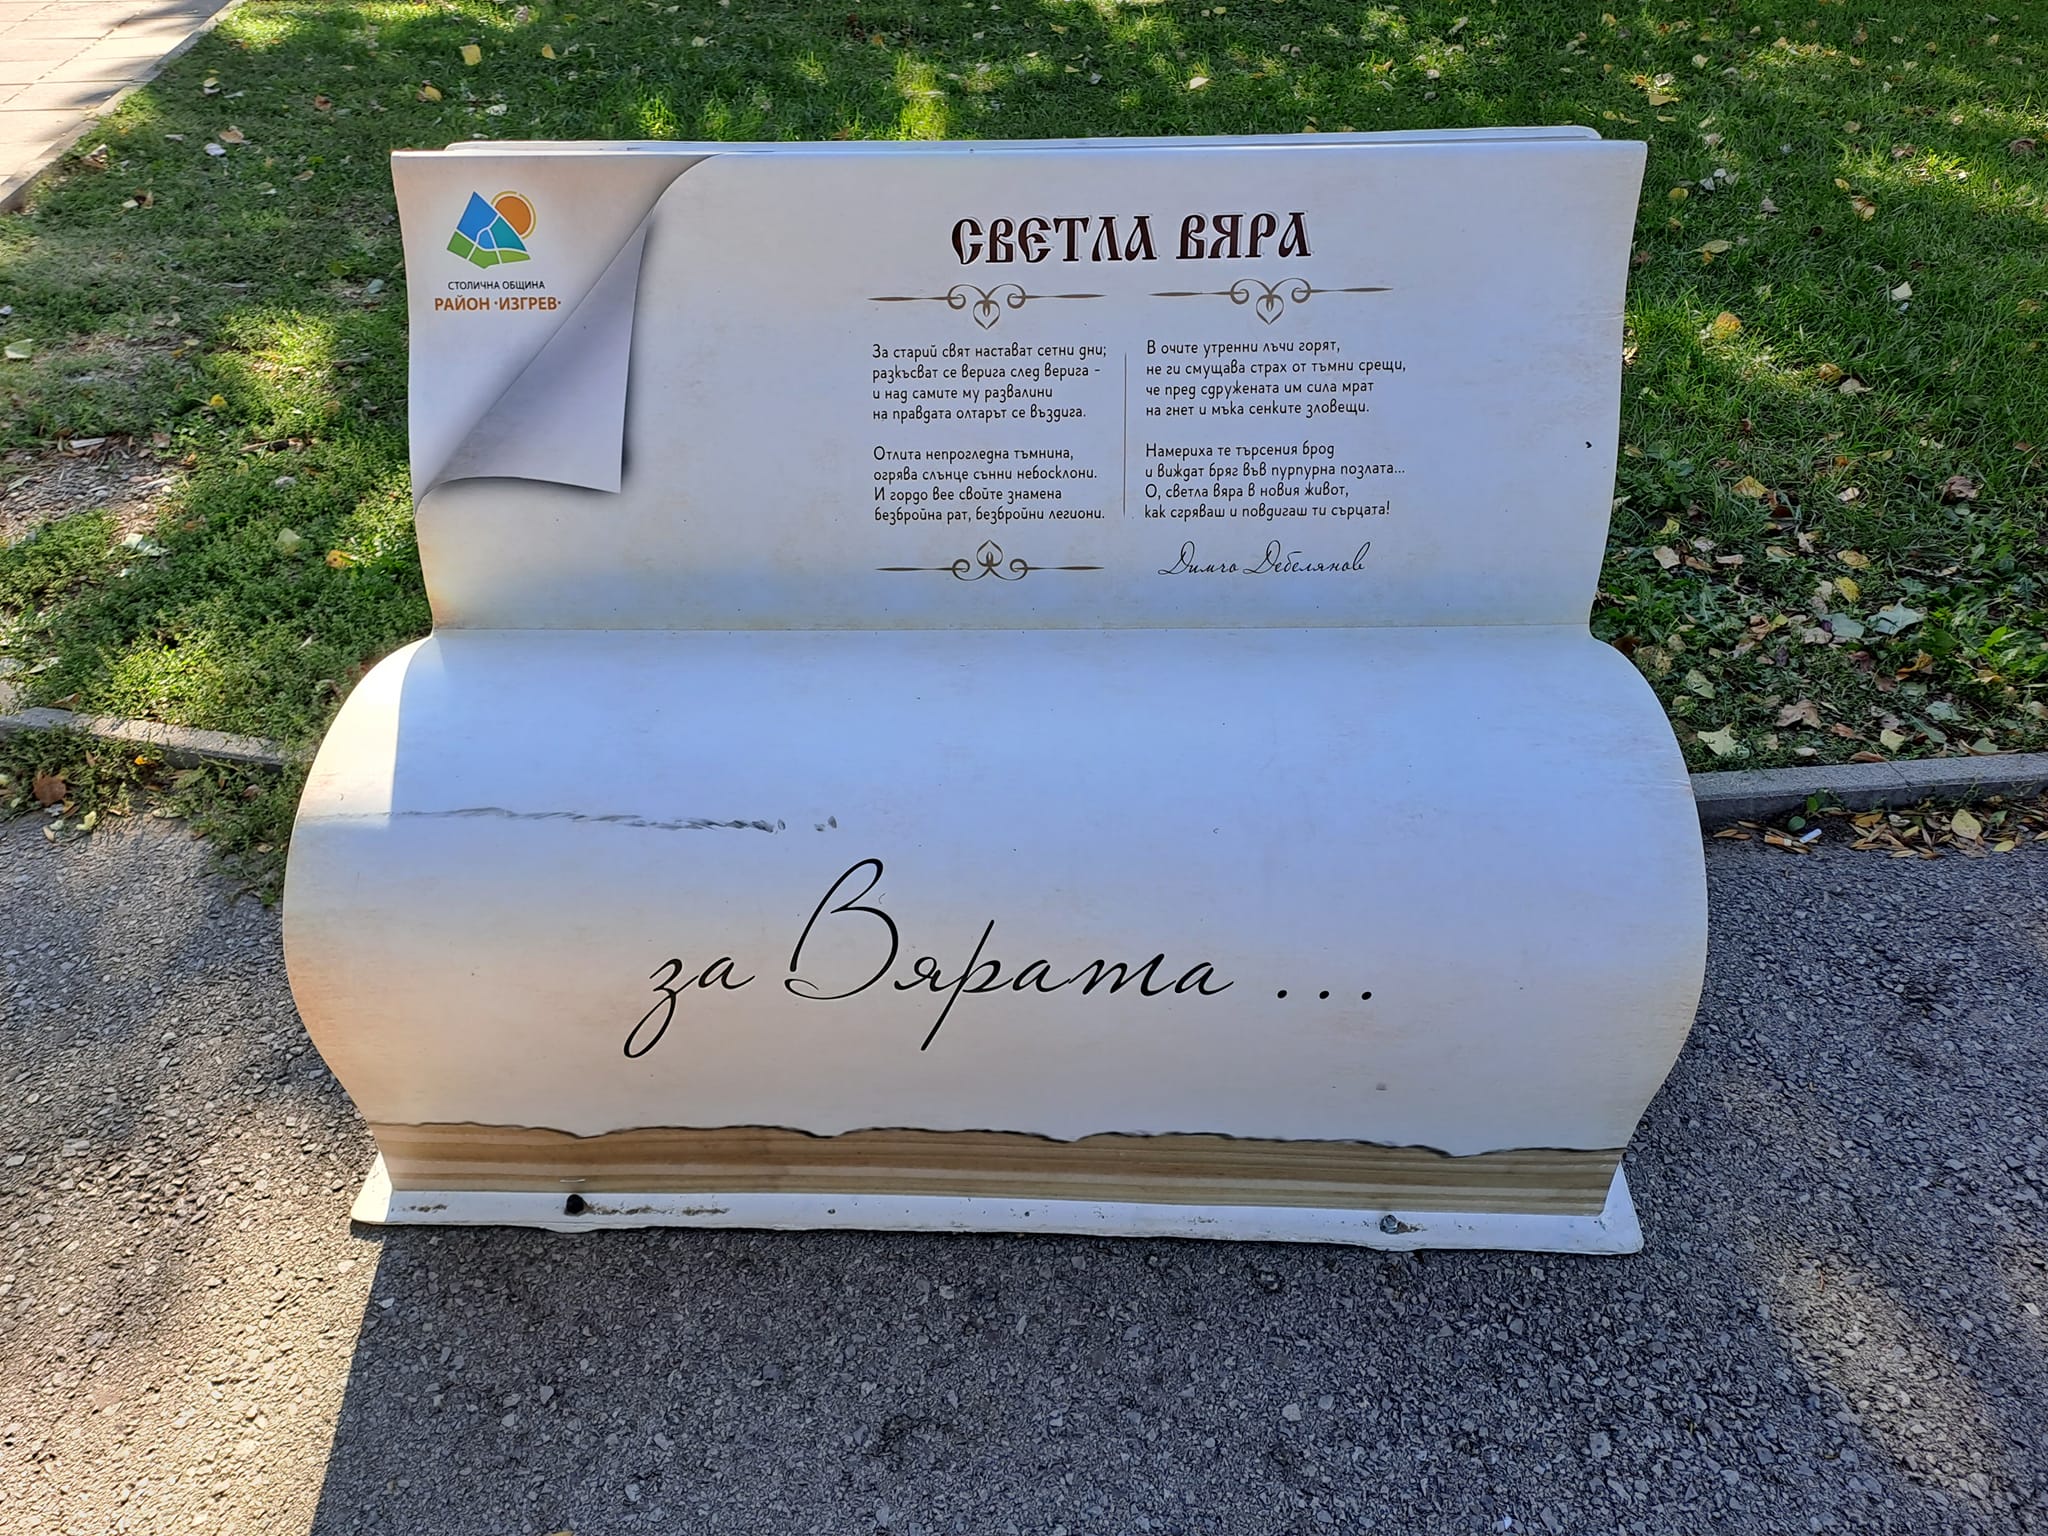 СТОЛИЧНА ОБЩИНА
РАЙОН ·ИЗГРЕВ·
СВЕТЛА ВЯРА
За старий свят настават сетни дни;
разкъсват се верига след верига -
и над самите му развалини
на правдата олтарът се въздига.
Отлита непрогледна тъмнина,
огрява слънце сънни небосклони.
И гордо вее свойте знамена
безбройна рат, безбройни легиони.
В очите утренни лъчи горят,
не ги смущава страх от тъмни срещи,
че пред сдружената им сила мрат
на гнет и мъка сенките зловещи.
Намериха те търсения брод
и виждат бряг във пурпурна позлата...
О, светла вяра в новия живот,
как сгряваш и повдигаш ти сърцата!
Димчо Дебелянов
за Вярата ...